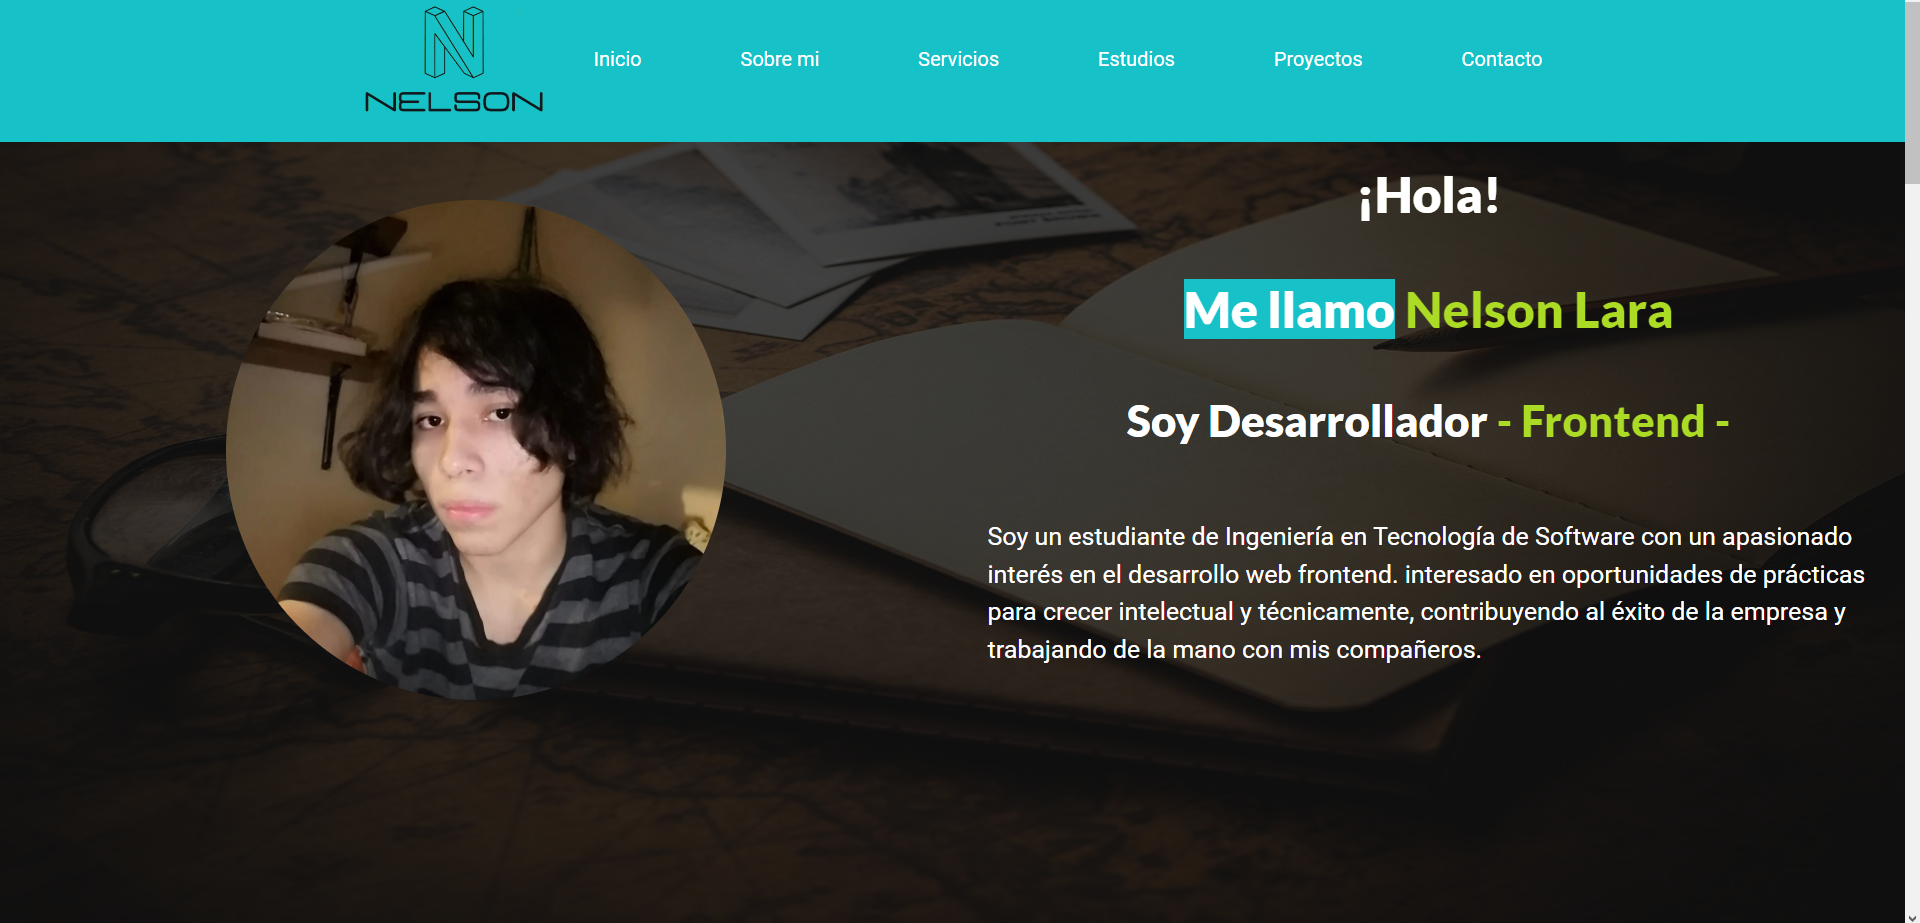 NELSON
Inicio Sobre mi Servicios Estudios Proyectos Contacto
¡Hola!
Me llamo Nelson Lara
Soy Desarrollador - Frontend -
Soy un estudiante de Ingeniería en Tecnología de Software con un apasionado
interés en el desarrollo web frontend. interesado en oportunidades de prácticas
para crecer intelectual y técnicamente, contribuyendo al éxito de la empresa y
trabajando de la mano con mis compañeros.